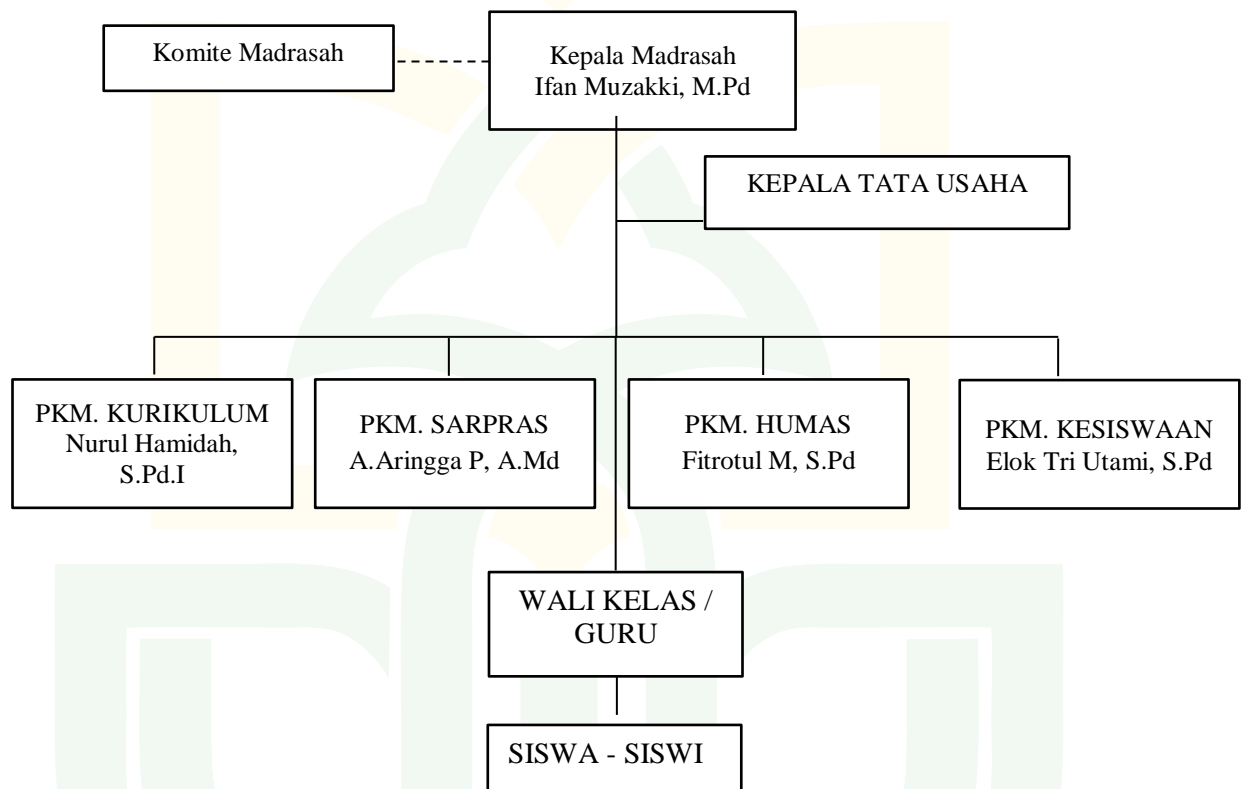 Komite Madrasah
Kepala Madrasah
Ifan Muzakki, M.Pd
KEPALA TATA USAHA
PKM. KURIKULUM
Nurul Hamidah,
S.Pd.I
PKM. SARPRAS
A.Aringga P, A.Md
PKM. HUMAS
Fitrotul M, S.Pd
PKM. KESISWAAN
Elok Tri Utami, S.Pd
WALI KELAS /
GURU
SISWA - SISWI